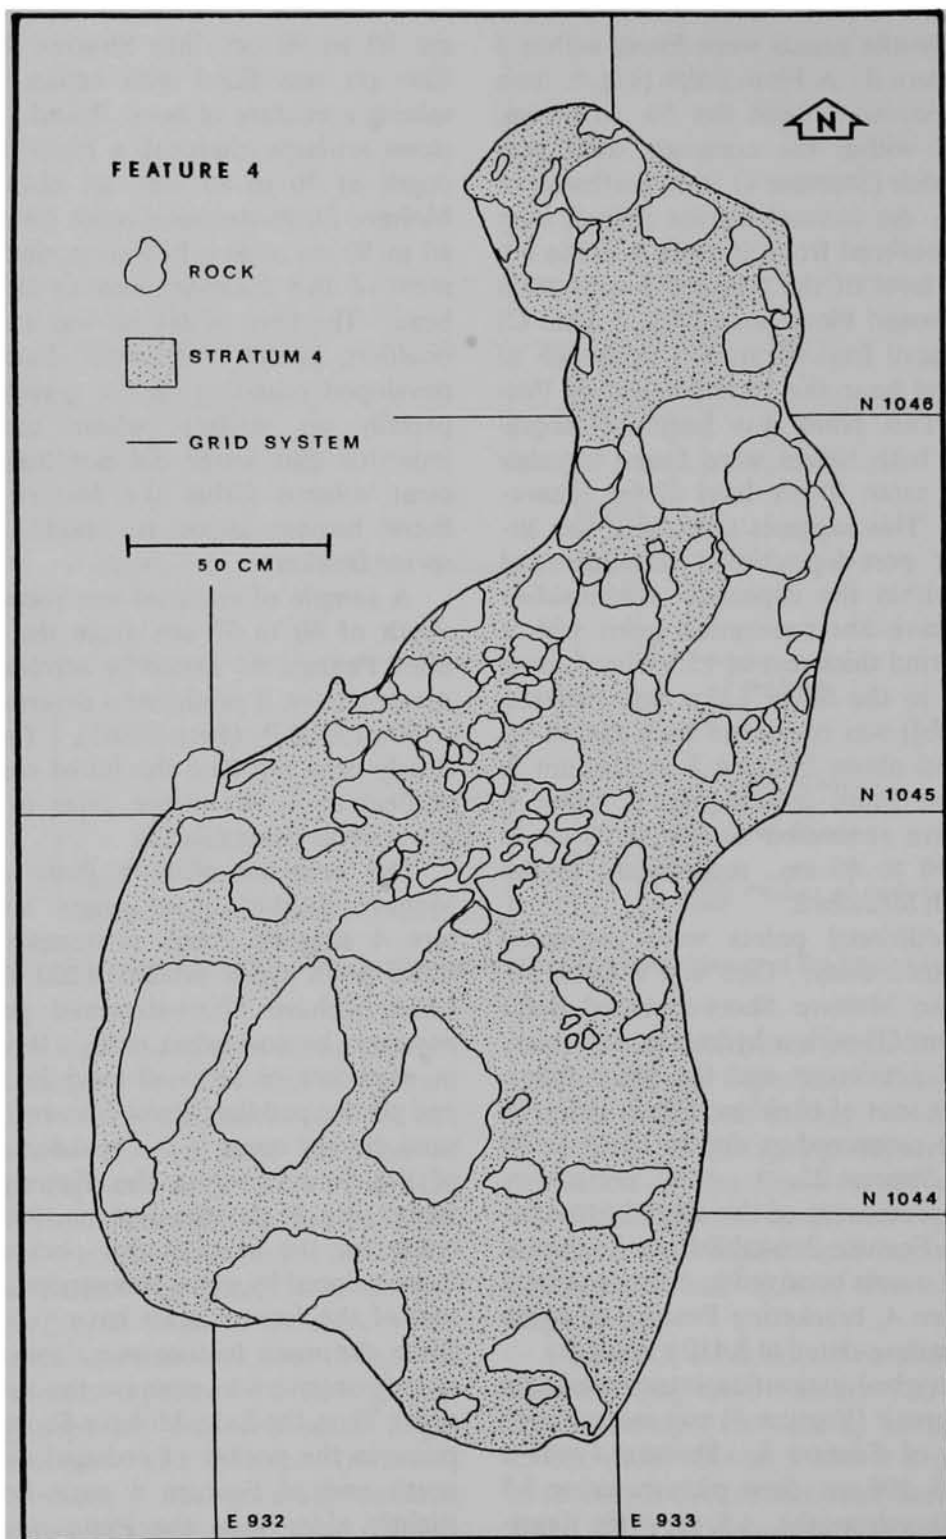 N
FEATURE 4
ROCK
STRATUM 4
GRID SYSTEM
50 CM
N 1046
N 1045
N 1044
E 932
E 933